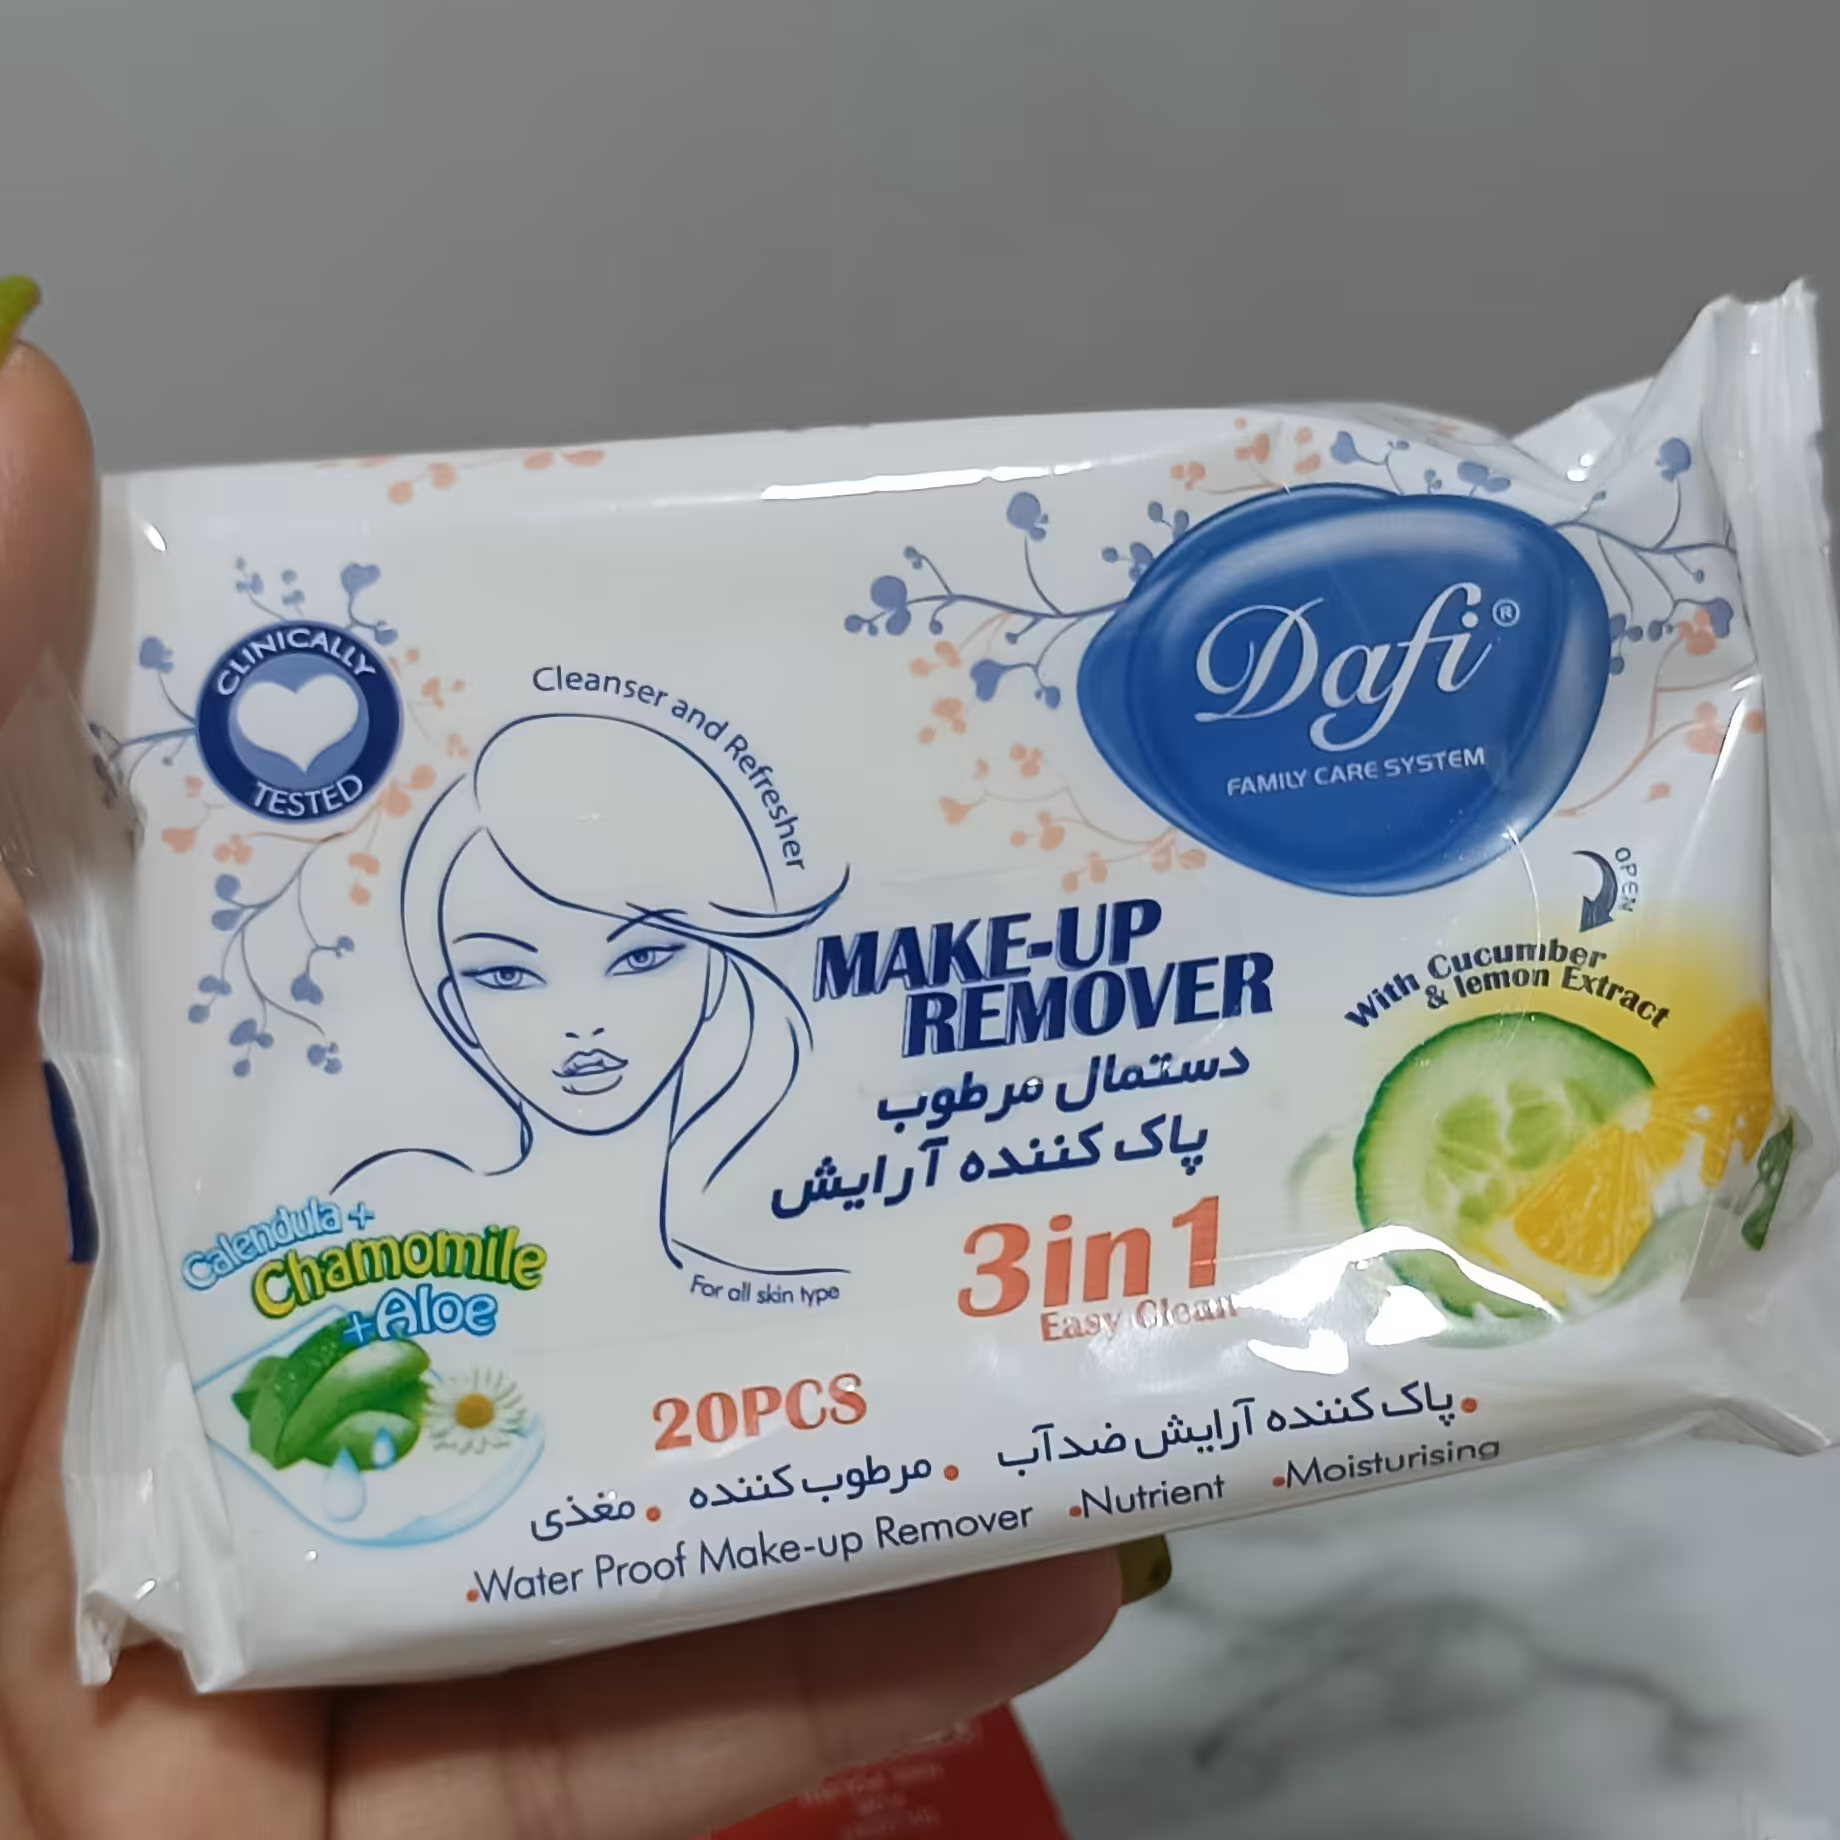 Dafi®
FAMILY CARE SYSTEM
CLINICALLY
TESTED
Cleanser and Refresher
OPEN
MAKE-UP
REMOVER
دستمال مرطوب
پاک کننده آرایش
With Cucumber
& lemon Extract
Calendula +
Chamomile
+Aloe
For all skin type
3in1
Easy Clean
20PCS
•پاک کننده آرایش ضدآب •مرطوب کننده •مغذی
•Water Proof Make-up Remover •Nutrient •Moisturising